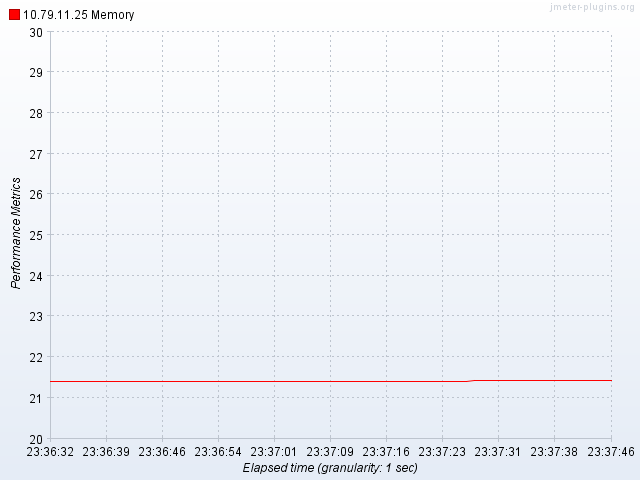 10.79.11.25 Memory
jmeter-plugins.org
30
29
28
27
26
25
24
23
22
21
20
Performance Metrics
23:36:32 23:36:39 23:36:46 23:36:54 23:37:01 23:37:09 23:37:16 23:37:23 23:37:31 23:37:38 23:37:46
Elapsed time (granularity: 1 sec)